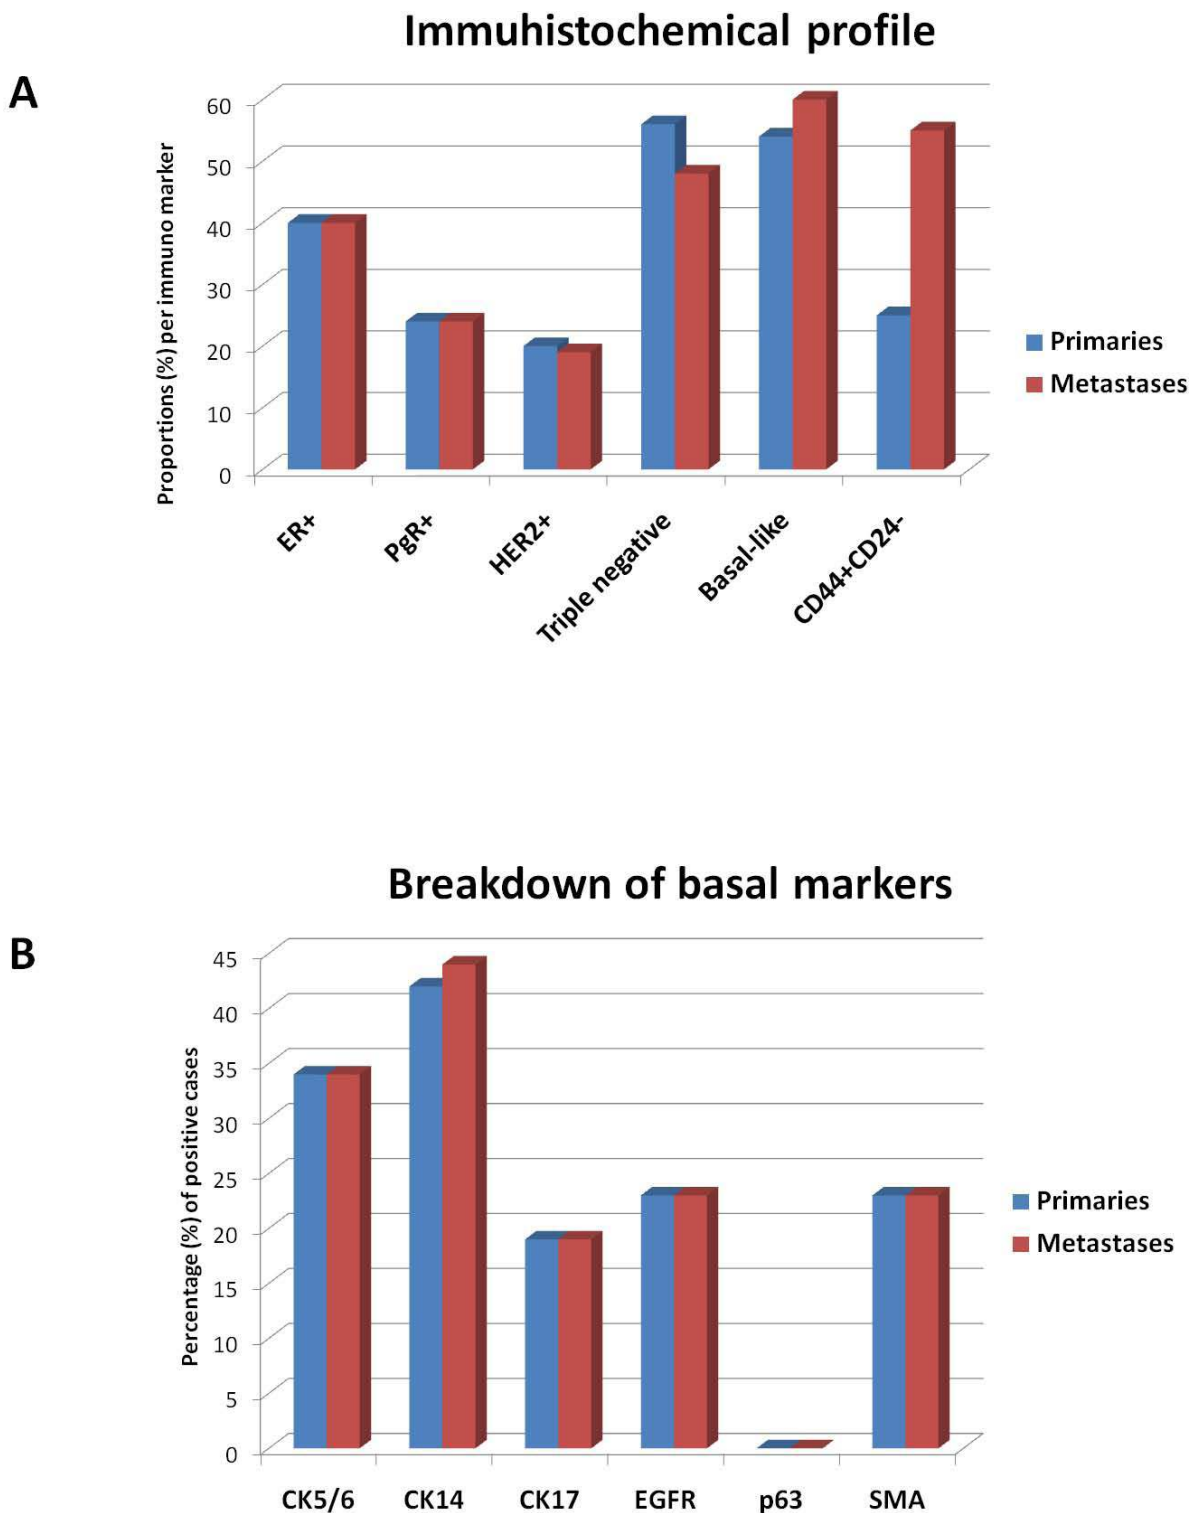 Immuhistochemical profile
A
Proportions (%) per immuno marker
60
50
40
30
20
10
0
ER+
PgR+
HER2+
Triple negative
Basal-like
CD44+CD24-
Primaries
Metastases
Breakdown of basal markers
B
Percentage (%) of positive cases
45
40
35
30
25
20
15
10
5
0
CK5/6
CK14
CK17
EGFR
p63
SMA
Primaries
Metastases